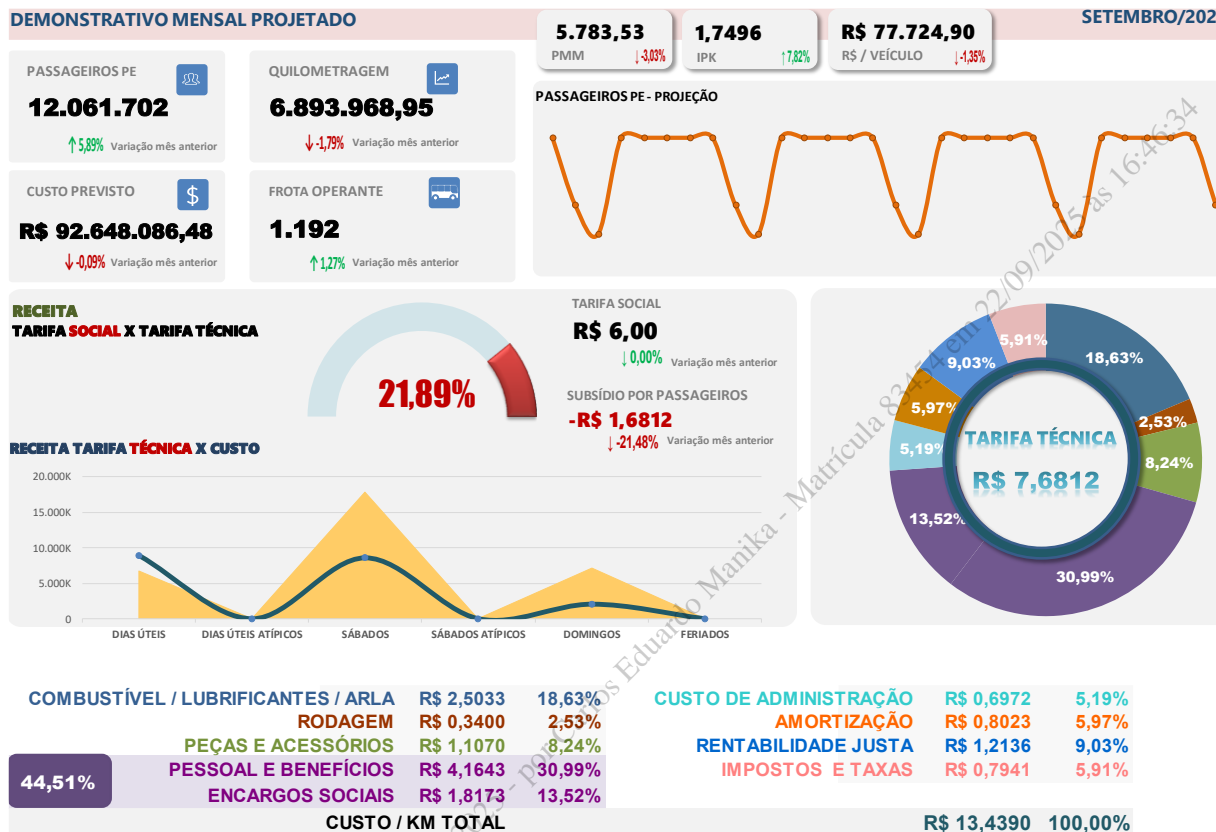 DEMONSTRATIVO MENSAL PROJETADO
SETEMBRO/202
5.783,53
PMM ↓ -3,03%
1,7496
IPK ↑ 7,82%
R$ 77.724,90
R$ / VEÍCULO ↓ -1,35%
PASSAGEIROS PE
12.061.702
↑ 5,89% Variação mês anterior
QUILOMETRAGEM
6.893.968,95
↓ -1,79% Variação mês anterior
CUSTO PREVISTO
$
R$ 92.648.086,48
↓ -0,09% Variação mês anterior
FROTA OPERANTE
1.192
↑ 1,27% Variação mês anterior
PASSAGEIROS PE - PROJEÇÃO
RECEITA
TARIFA SOCIAL X TARIFA TÉCNICA
21,89%
TARIFA SOCIAL
R$ 6,00
↓ 0,00% Variação mês anterior
SUBSÍDIO POR PASSAGEIROS
-R$ 1,6812
↓ -21,48% Variação mês anterior
RECEITA TARIFA TÉCNICA X CUSTO
20.000K
15.000K
10.000K
5.000K
0
DIAS ÚTEIS DIAS ÚTEIS ATÍPICOS SÁBADOS SÁBADOS ATÍPICOS DOMINGOS FERIADOS
5,91%
18,63%
9,03%
5,97%
2,53%
5,19%
8,24%
13,52%
30,99%
TARIFA TÉCNICA
R$ 7,6812
COMBUSTÍVEL / LUBRIFICANTES / ARLA R$ 2,5033 18,63%
RODAGEM R$ 0,3400 2,53%
PEÇAS E ACESSÓRIOS R$ 1,1070 8,24%
44,51%
PESSOAL E BENEFÍCIOS R$ 4,1643 30,99%
ENCARGOS SOCIAIS R$ 1,8173 13,52%
CUSTO DE ADMINISTRAÇÃO R$ 0,6972 5,19%
AMORTIZAÇÃO R$ 0,8023 5,97%
RENTABILIDADE JUSTA R$ 1,2136 9,03%
IMPOSTOS E TAXAS R$ 0,7941 5,91%
CUSTO / KM TOTAL R$ 13,4390 100,00%
2025 - por Carlos Eduardo Manika - Matrícula 83454 em 22/09/2025 às 16:46:34